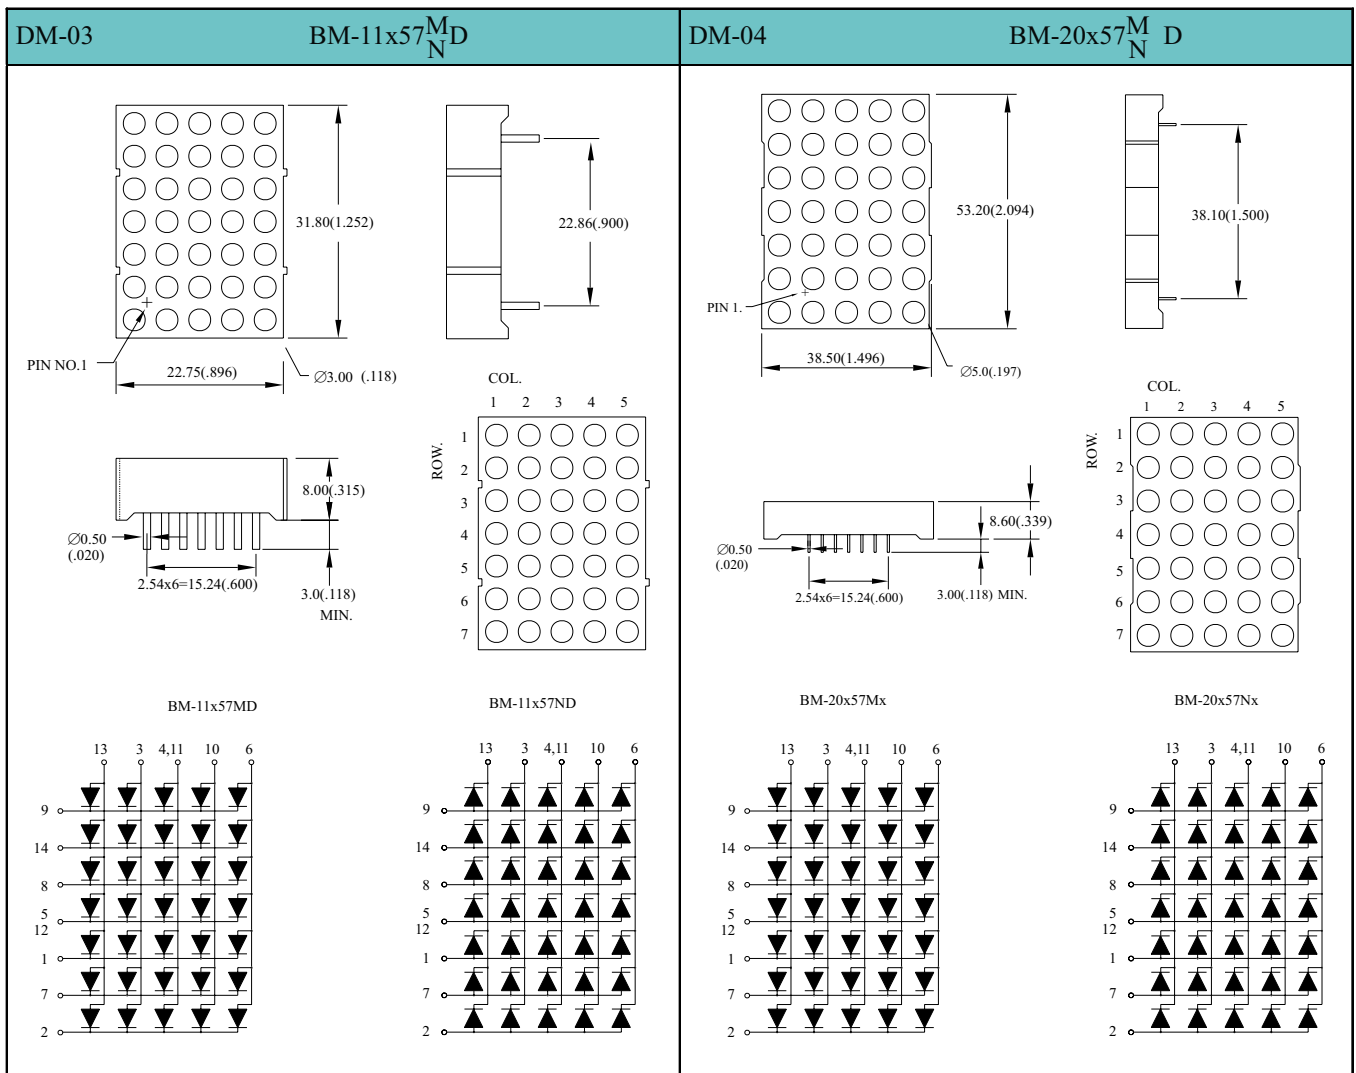 DM-03 BM-11x57 M/N D
DM-04 BM-20x57 M/N D
31.80(1.252)
22.86(.900)
PIN NO.1
22.75(.896)
∅3.00 (.118)
COL.
1 2 3 4 5
ROW.
1
2
3
4
5
6
7
8.00(.315)
∅0.50
(.020)
2.54x6=15.24(.600)
3.0(.118)
MIN.
53.20(2.094)
38.10(1.500)
PIN 1.
38.50(1.496)
∅5.0(.197)
COL.
1 2 3 4 5
ROW.
1
2
3
4
5
6
7
8.60(.339)
∅0.50
(.020)
2.54x6=15.24(.600)
3.00(.118) MIN.
BM-11x57MD
13 3 4,11 10 6
9
14
8
5
12
1
7
2
BM-11x57ND
13 3 4,11 10 6
9
14
8
5
12
1
7
2
BM-20x57Mx
13 3 4,11 10 6
9
14
8
5
12
1
7
2
BM-20x57Nx
13 3 4,11 10 6
9
14
8
5
12
1
7
2